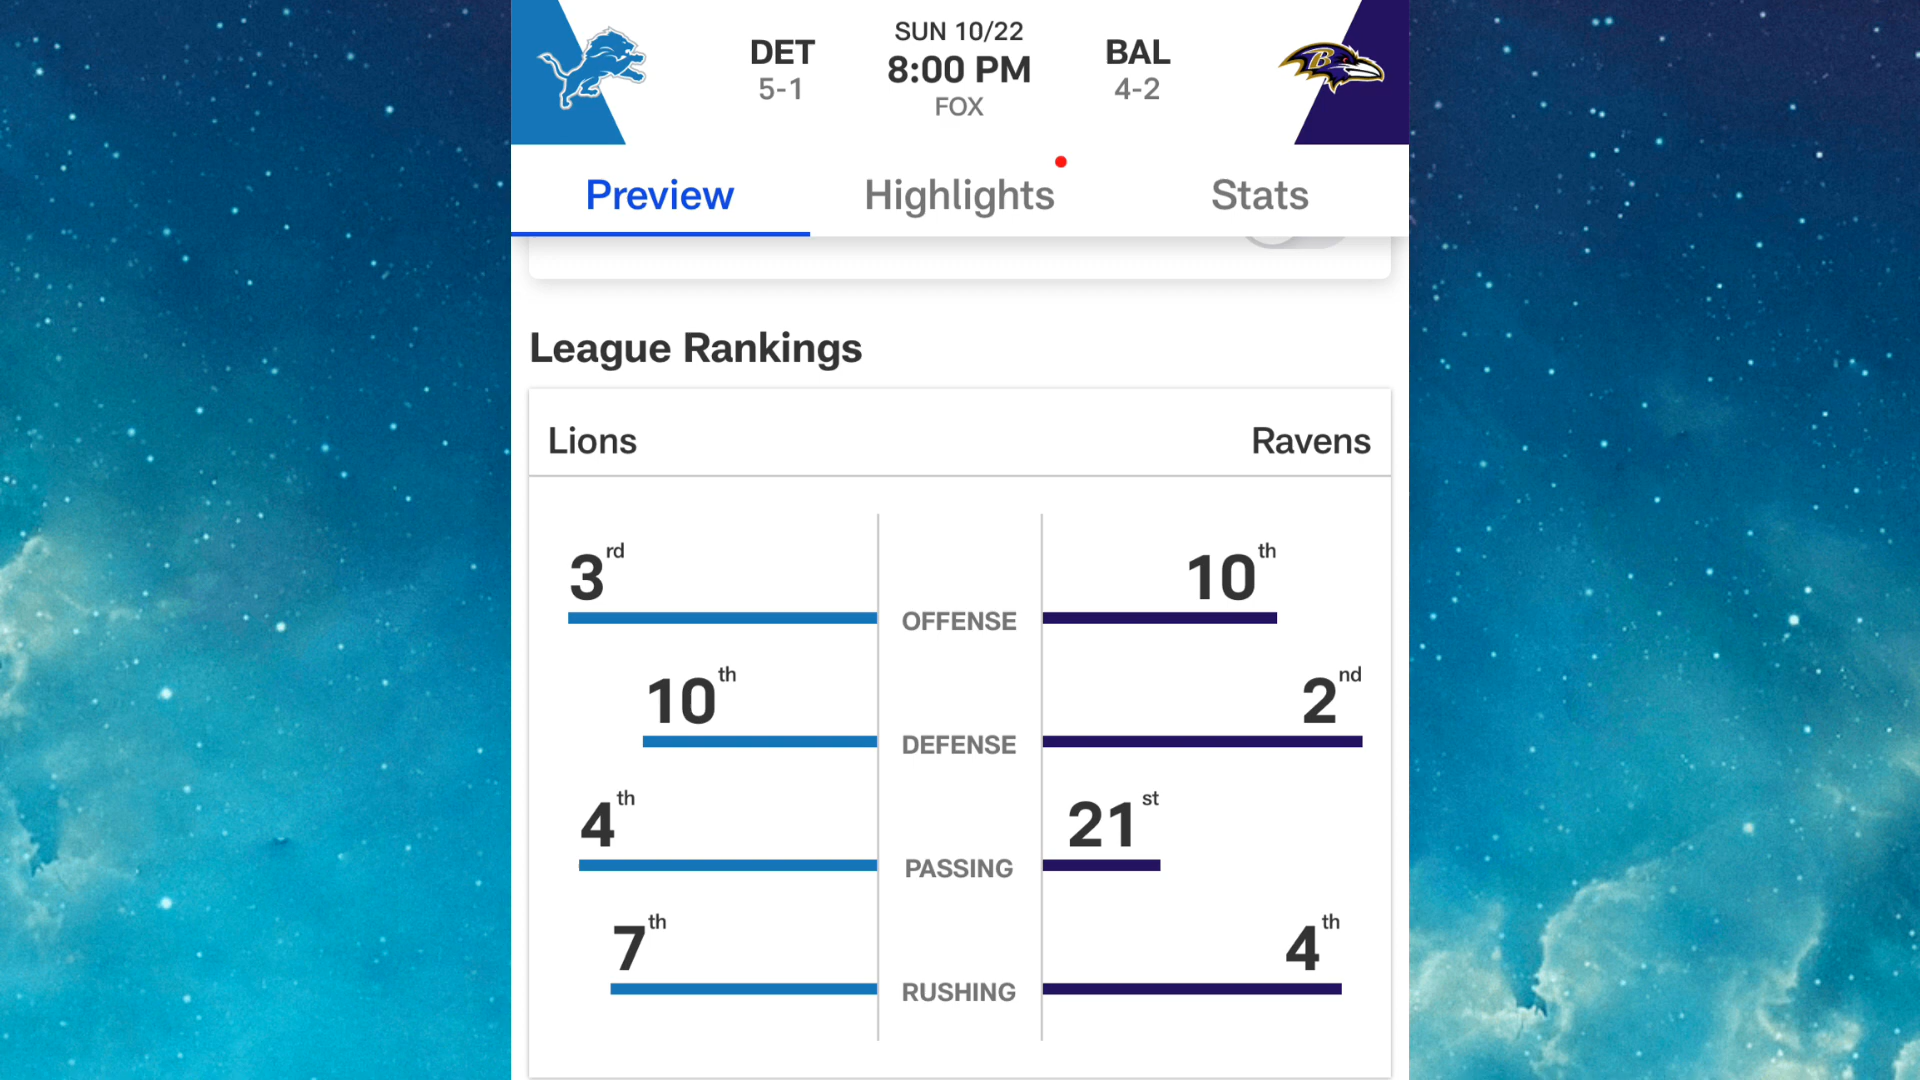 SUN 10/22
DET 8:00 PM BAL
5-1 FOX 4-2
Preview Highlights Stats
League Rankings
Lions Ravens
3rd 10th
OFFENSE
10th 2nd
DEFENSE
4th 21st
PASSING
7th 4th
RUSHING
B